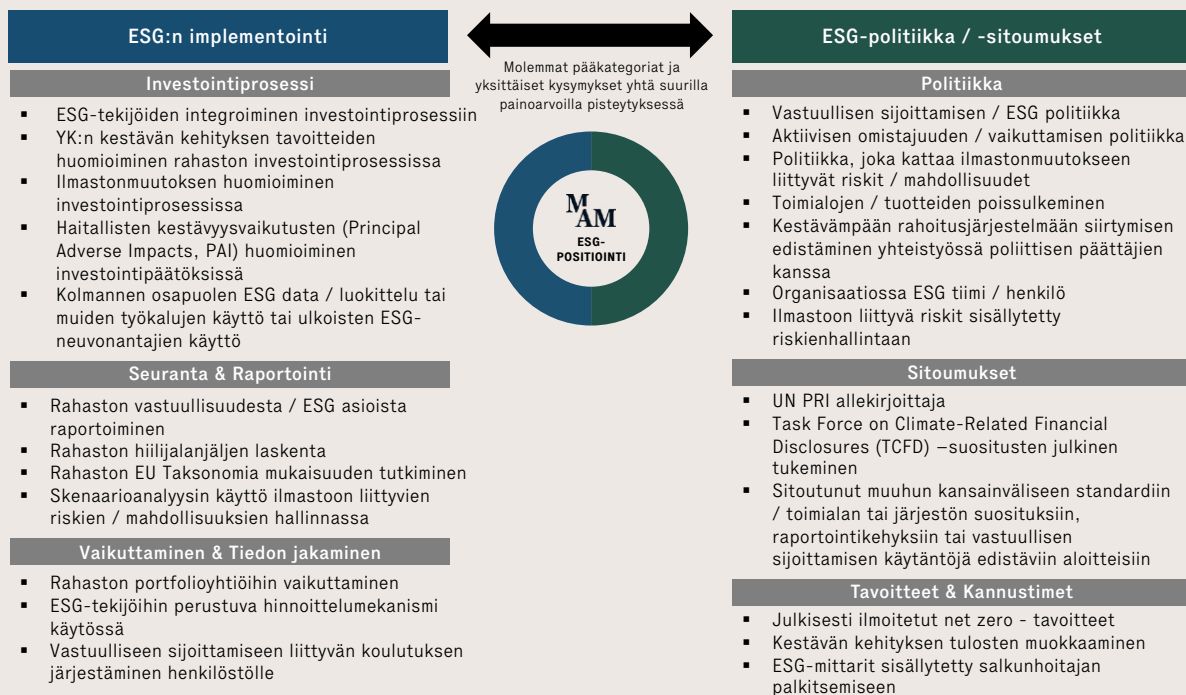 ESG:n implementointi
Investointiprosessi
▪ ESG-tekijöiden integroiminen investointiprosessiin
▪ YK:n kestävän kehityksen tavoitteiden
huomioiminen rahaston investointiprosessissa
▪ Ilmastonmuutoksen huomioiminen
investointiprosessissa
▪ Haitallisten kestävyysvaikutusten (Principal
Adverse Impacts, PAI) huomioiminen
investointipäätöksissä
▪ Kolmannen osapuolen ESG data / luokittelu tai
muiden työkalujen käyttö tai ulkoisten ESG-
neuvonantajien käyttö
Seuranta & Raportointi
▪ Rahaston vastuullisuudesta / ESG asioista
raportoiminen
▪ Rahaston hiilijalanjäljen laskenta
▪ Rahaston EU Taksonomia mukaisuuden tutkiminen
▪ Skenaarioanalyysin käyttö ilmastoon liittyvien
riskien / mahdollisuuksien hallinnassa
Vaikuttaminen & Tiedon jakaminen
▪ Rahaston portfolioyhtiöihin vaikuttaminen
▪ ESG-tekijöihin perustuva hinnoittelumekanismi
käytössä
▪ Vastuulliseen sijoittamiseen liittyvän koulutuksen
järjestäminen henkilöstölle
Molemmat pääkategoriat ja
yksittäiset kysymykset yhtä suurilla
painoarvoilla pisteytyksessä
MAM
ESG-
POSITIOINTI
ESG-politiikka / -sitoumukset
Politiikka
▪ Vastuullisen sijoittamisen / ESG politiikka
▪ Aktiivisen omistajuuden / vaikuttamisen politiikka
▪ Politiikka, joka kattaa ilmastonmuutokseen
liittyvät riskit / mahdollisuudet
▪ Toimialojen / tuotteiden poissulkeminen
▪ Kestävämpään rahoitusjärjestelmään siirtymisen
edistäminen yhteistyössä poliittisen päättäjien
kanssa
▪ Organisaatiossa ESG tiimi / henkilö
▪ Ilmastoon liittyvä riskit sisällytetty
riskienhallintaan
Sitoumukset
▪ UN PRI allekirjoittaja
▪ Task Force on Climate-Related Financial
Disclosures (TCFD) –suositusten julkinen
tukeminen
▪ Sitoutunut muuhun kansainväliseen standardiin
/ toimialan tai järjestön suosituksiin,
raportointikehyksiin tai vastuullisen
sijoittamisen käytäntöjä edistäviin aloitteisiin
Tavoitteet & Kannustimet
▪ Julkisesti ilmoitetut net zero - tavoitteet
▪ Kestävän kehityksen tulosten muokkaaminen
▪ ESG-mittarit sisällytetty salkunhoitajan
palkitsemiseen